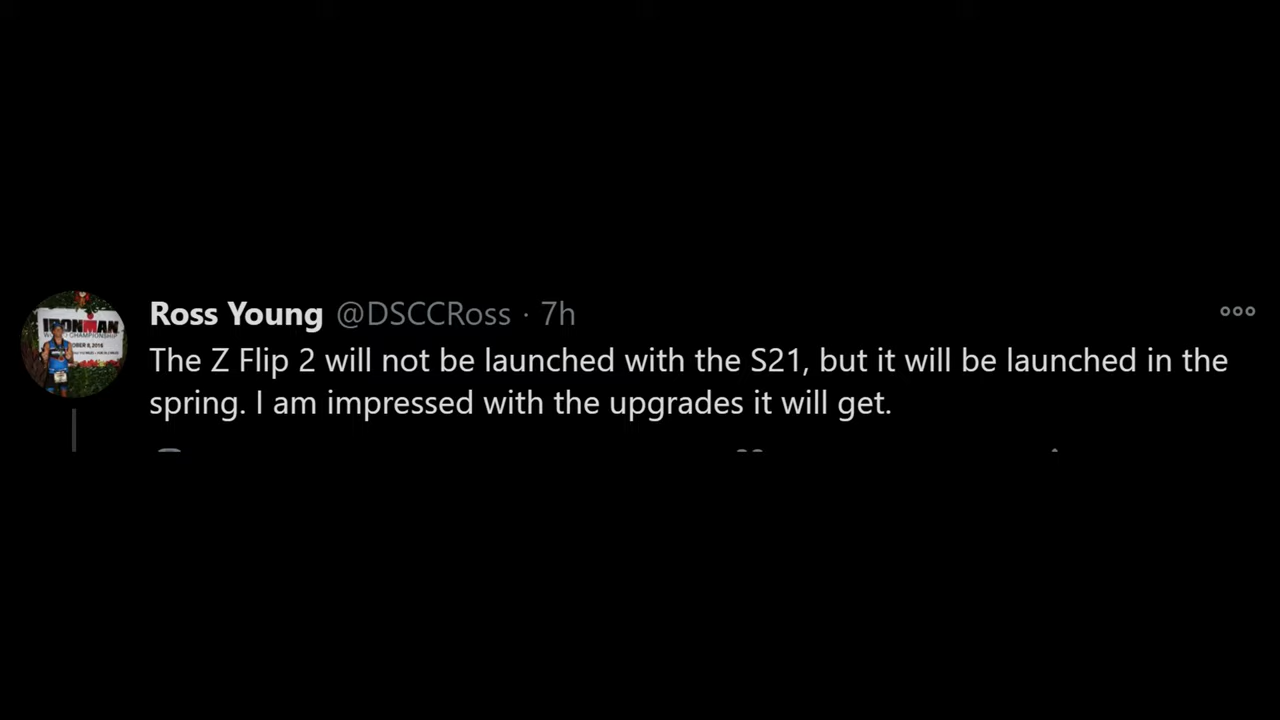 Ross Young @DSCCRoss · 7h
The Z Flip 2 will not be launched with the S21, but it will be launched in the
spring. I am impressed with the upgrades it will get.
IRONMAN